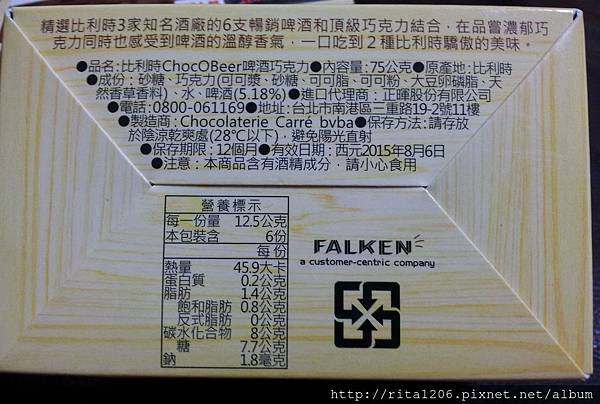 精選比利時3家知名酒廠的6支暢銷啤酒和頂級巧克力結合，在品嘗濃郁巧
克力同時也感受到啤酒的溫醇香氣，一口吃到2種比利時驕傲的美味。
●品名:比利時ChocOBeer啤酒巧克力●內容量:75公克●原產地:比利時
●成份:砂糖、巧克力(可可漿、砂糖、可可脂、可可粉、大豆卵磷脂、天
然香草香料)、水、啤酒(5.18%)●進口代理商:正暉股份有限公司
●電話:0800-061169●地址:台北市南港區三重路19-2號11樓
●製造商:Chocolaterie Carré bvba●保存方法:請存放
於陰涼乾爽處(28℃以下)，避免陽光直射
●保存期限:12個月●有效日期:西元2015年8月6日
●注意:本商品含有酒精成分，請小心食用
營養標示
每一份量 12.5公克
本包裝含 6份
每份
熱量 45.9大卡
蛋白質 0.2公克
脂肪 1.4公克
飽和脂肪 0.8公克
反式脂肪 0公克
碳水化合物 8公克
糖 7.7公克
鈉 1.8毫克
FALKEN
a customer-centric company
http://rita1206.pixnet.net/album